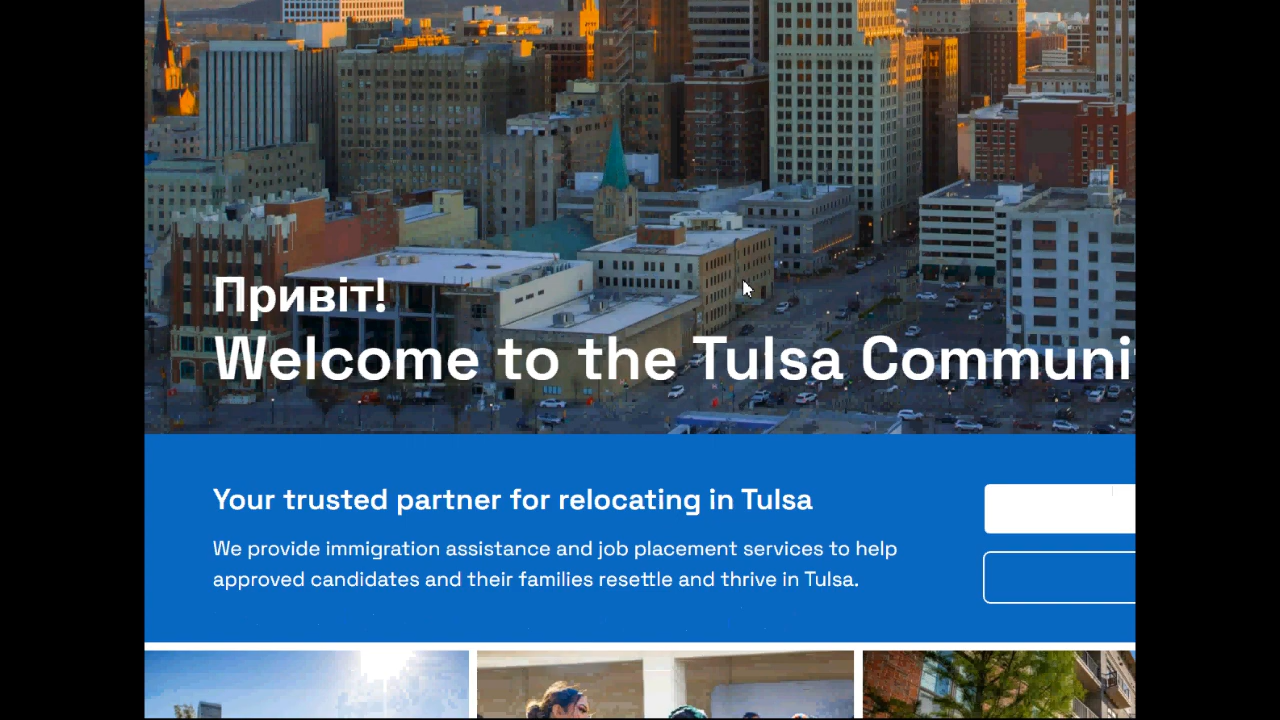 Привіт!
Welcome to the Tulsa Communi
Your trusted partner for relocating in Tulsa
We provide immigration assistance and job placement services to help
approved candidates and their families resettle and thrive in Tulsa.